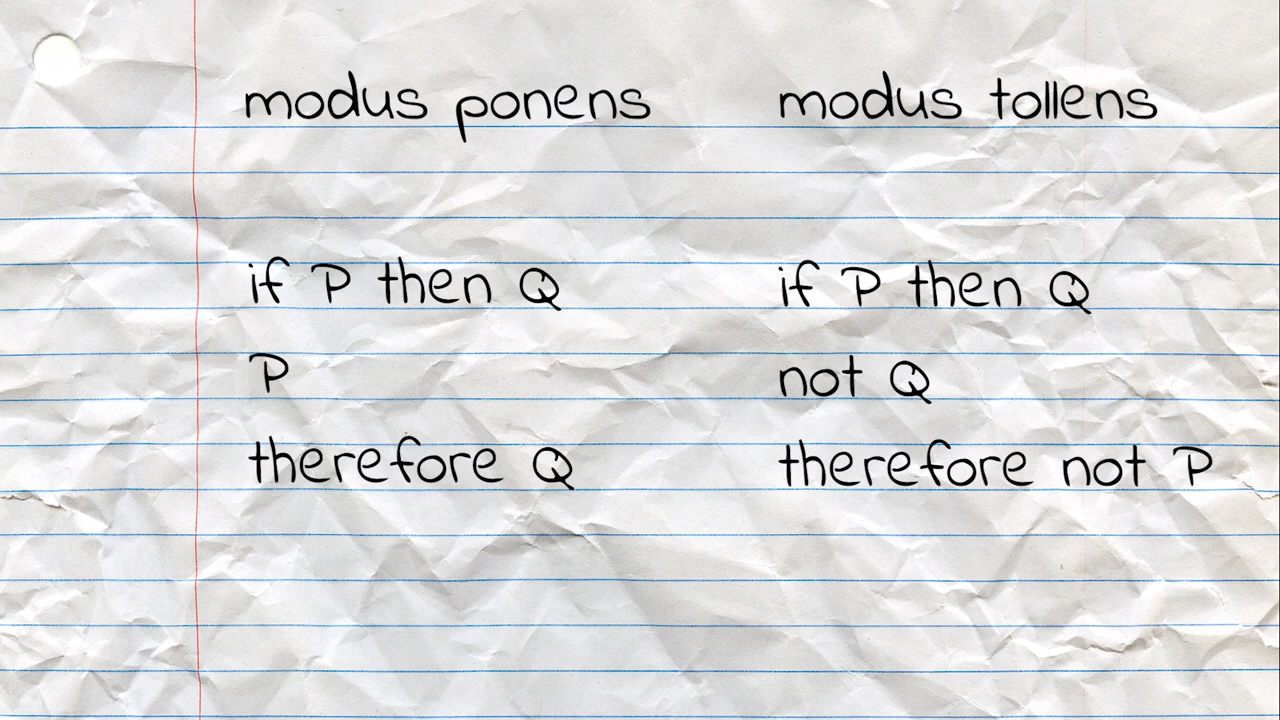 modus ponens
if P then Q
P
therefore Q
modus tollens
if P then Q
not Q
therefore not P